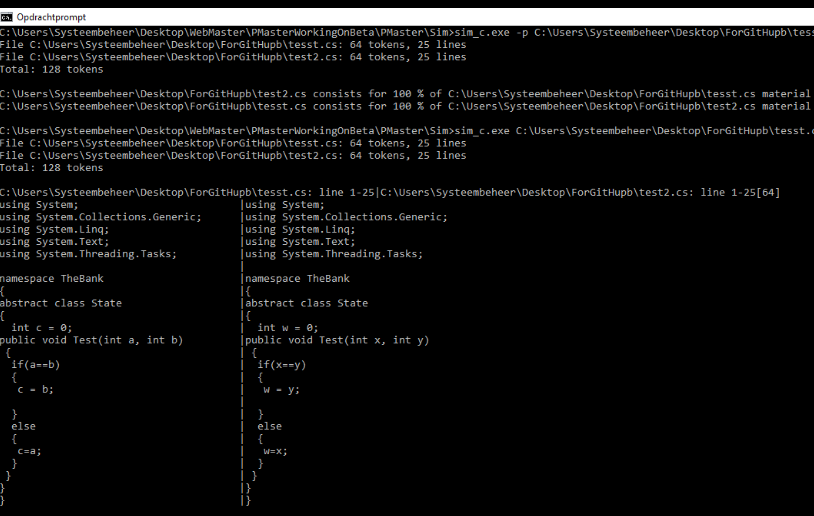 Opdrachtprompt
C:\Users\Systeembeheer\Desktop\WebMaster\PMasterWorkingOnBeta\PMaster\Sim>sim_c.exe -p C:\Users\Systeembeheer\Desktop\ForGitHupb\tess
File C:\Users\Systeembeheer\Desktop\ForGitHupb\tesst.cs: 64 tokens, 25 lines
File C:\Users\Systeembeheer\Desktop\ForGitHupb\test2.cs: 64 tokens, 25 lines
Total: 128 tokens
C:\Users\Systeembeheer\Desktop\ForGitHupb\test2.cs consists for 100 % of C:\Users\Systeembeheer\Desktop\ForGitHupb\tesst.cs material
C:\Users\Systeembeheer\Desktop\ForGitHupb\tesst.cs consists for 100 % of C:\Users\Systeembeheer\Desktop\ForGitHupb\test2.cs material
C:\Users\Systeembeheer\Desktop\WebMaster\PMasterWorkingOnBeta\PMaster\Sim>sim_c.exe C:\Users\Systeembeheer\Desktop\ForGitHupb\tesst.c
File C:\Users\Systeembeheer\Desktop\ForGitHupb\tesst.cs: 64 tokens, 25 lines
File C:\Users\Systeembeheer\Desktop\ForGitHupb\test2.cs: 64 tokens, 25 lines
Total: 128 tokens
C:\Users\Systeembeheer\Desktop\ForGitHupb\tesst.cs: line 1-25|C:\Users\Systeembeheer\Desktop\ForGitHupb\test2.cs: line 1-25[64]
using System;                          |using System;
using System.Collections.Generic;      |using System.Collections.Generic;
using System.Linq;                     |using System.Linq;
using System.Text;                     |using System.Text;
using System.Threading.Tasks;          |using System.Threading.Tasks;
                                       |
namespace TheBank                      |namespace TheBank
{                                      |{
abstract class State                   |abstract class State
{                                      |{
  int c = 0;                           |  int w = 0;
public void Test(int a, int b)         |public void Test(int x, int y)
 {                                     | {
  if(a==b)                             |  if(x==y)
  {                                    |  {
   c = b;                              |   w = y;
                                       |
  }                                    |  }
  else                                 |  else
  {                                    |  {
   c=a;                                |   w=x;
  }                                    |  }
 }                                     | }
}                                      |}
}                                      |}